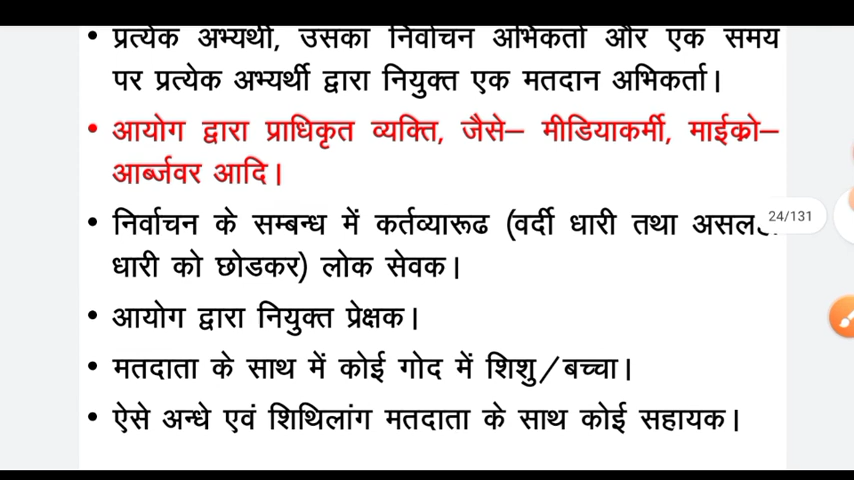 • प्रत्येक अभ्यर्थी, उसका निर्वाचन अभिकर्ता और एक समय
पर प्रत्येक अभ्यर्थी द्वारा नियुक्त एक मतदान अभिकर्ता।
• आयोग द्वारा प्राधिकृत व्यक्ति, जैसे– मीडियाकर्मी, माईको–
आर्ब्जवर आदि।
• निर्वाचन के सम्बन्ध में कर्तव्यारूढ (वर्दी धारी तथा
24/131
धारी को छोडकर) लोक सेवक।
• आयोग द्वारा नियुक्त प्रेक्षक।
• मतदाता के साथ में कोई गोद में शिशु/बच्चा।
• ऐसे अन्धे एवं शिथिलांग मतदाता के साथ कोई सहायक।